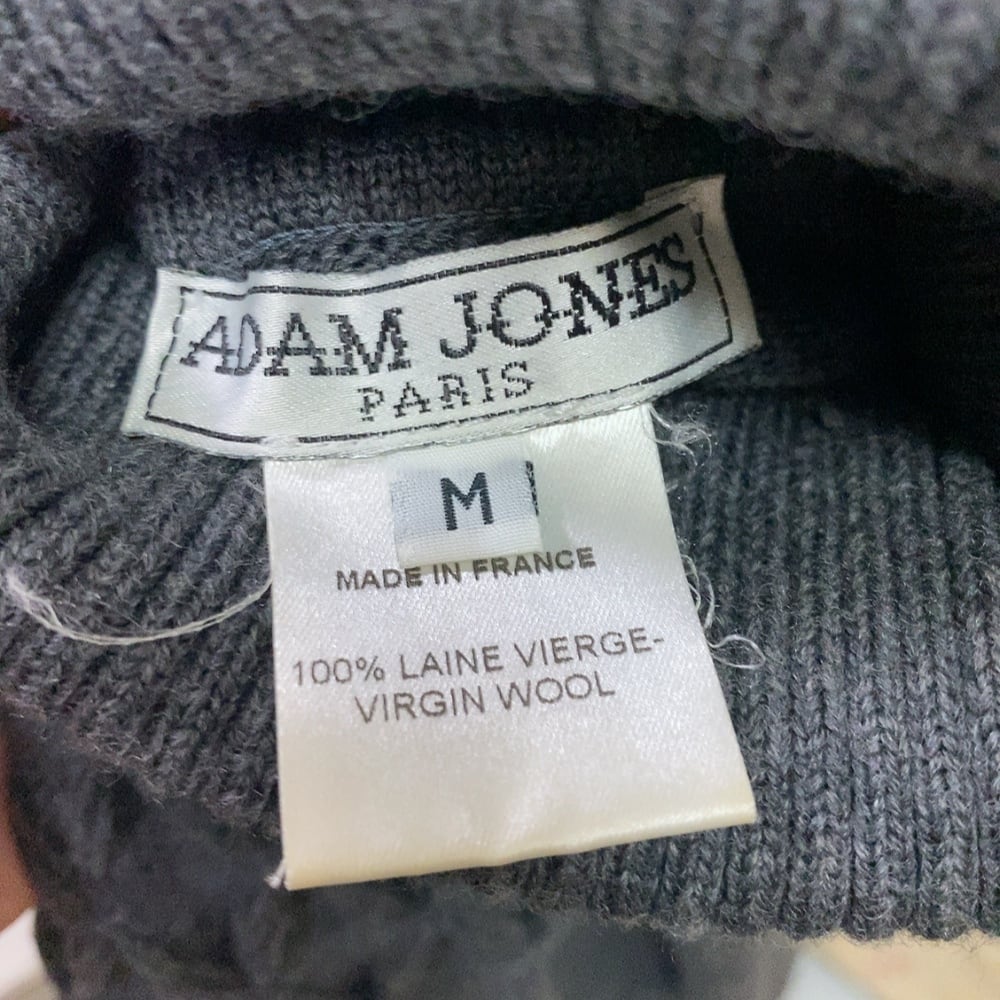 ADAM JONES
PARIS
M
MADE IN FRANCE
100% LAINE VIERGE-
VIRGIN WOOL